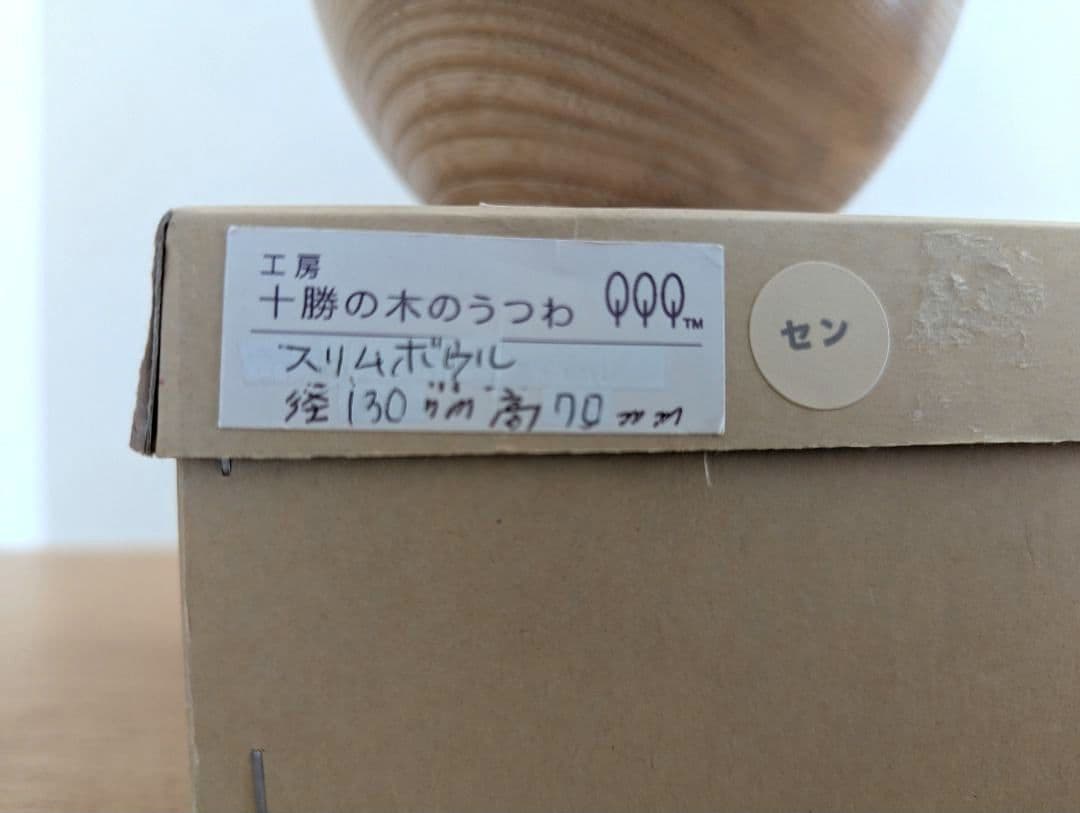 工房
十勝の木のうつわ
TM
スリムボウル
径130mm 高70mm
セン